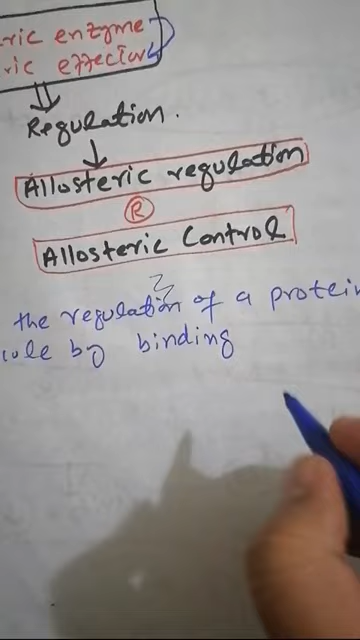 ric enzyme
ric effector
Regulation.
Allosteric regulation
R
Allosteric Control
the regulation of a protein
cule by binding